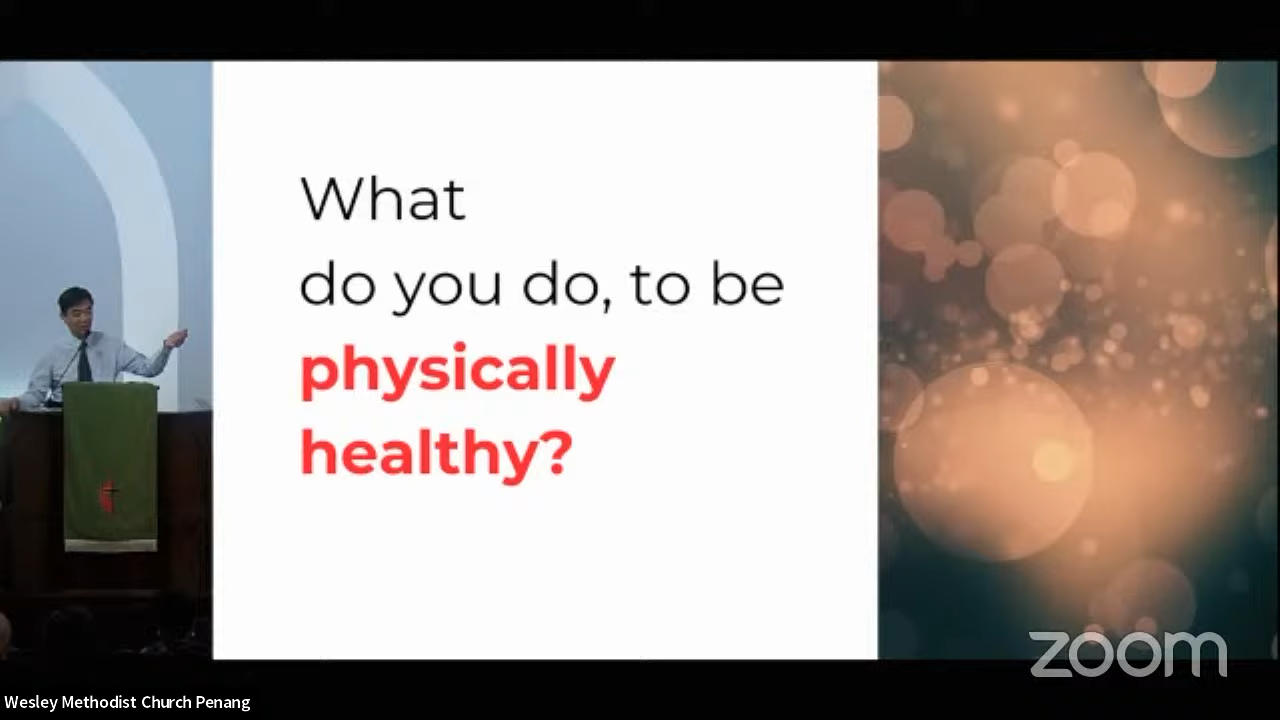 What
do you do, to be
physically
healthy?
zoom
Wesley Methodist Church Penang